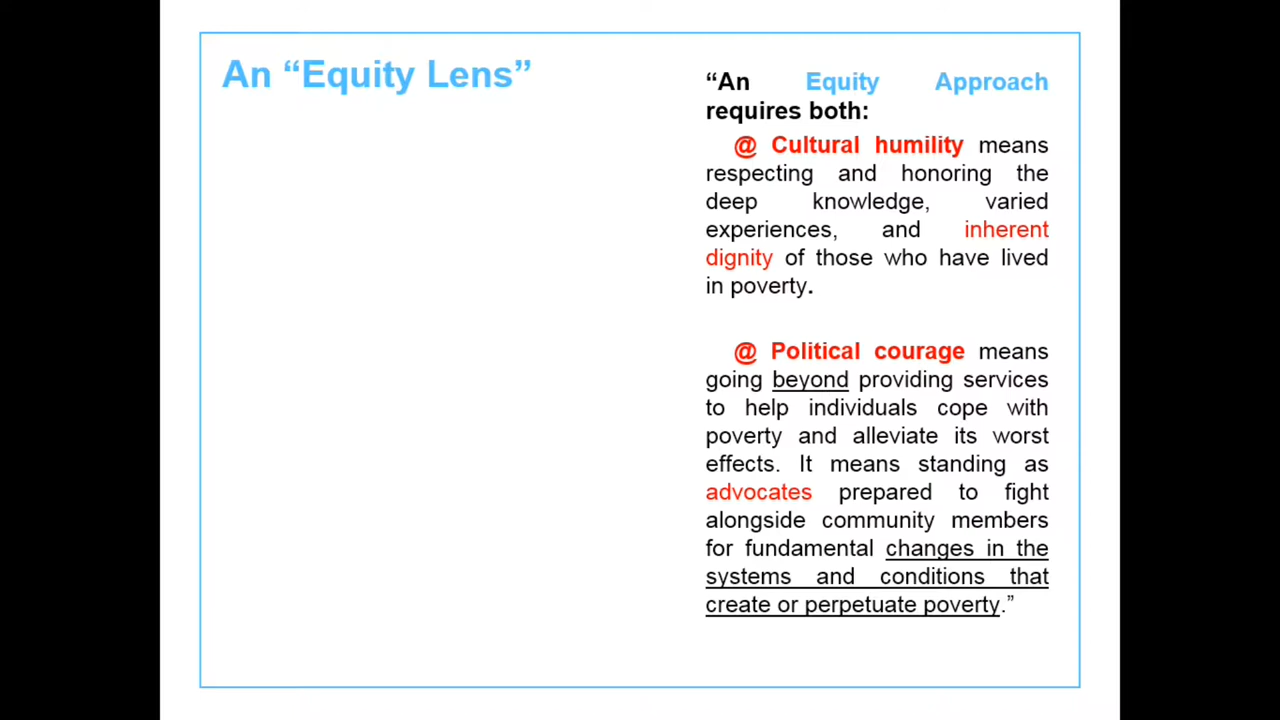 An “Equity Lens”
“An Equity Approach
requires both:
@ Cultural humility means
respecting and honoring the
deep knowledge, varied
experiences, and inherent
dignity of those who have lived
in poverty.
@ Political courage means
going beyond providing services
to help individuals cope with
poverty and alleviate its worst
effects. It means standing as
advocates prepared to fight
alongside community members
for fundamental changes in the
systems and conditions that
create or perpetuate poverty.”